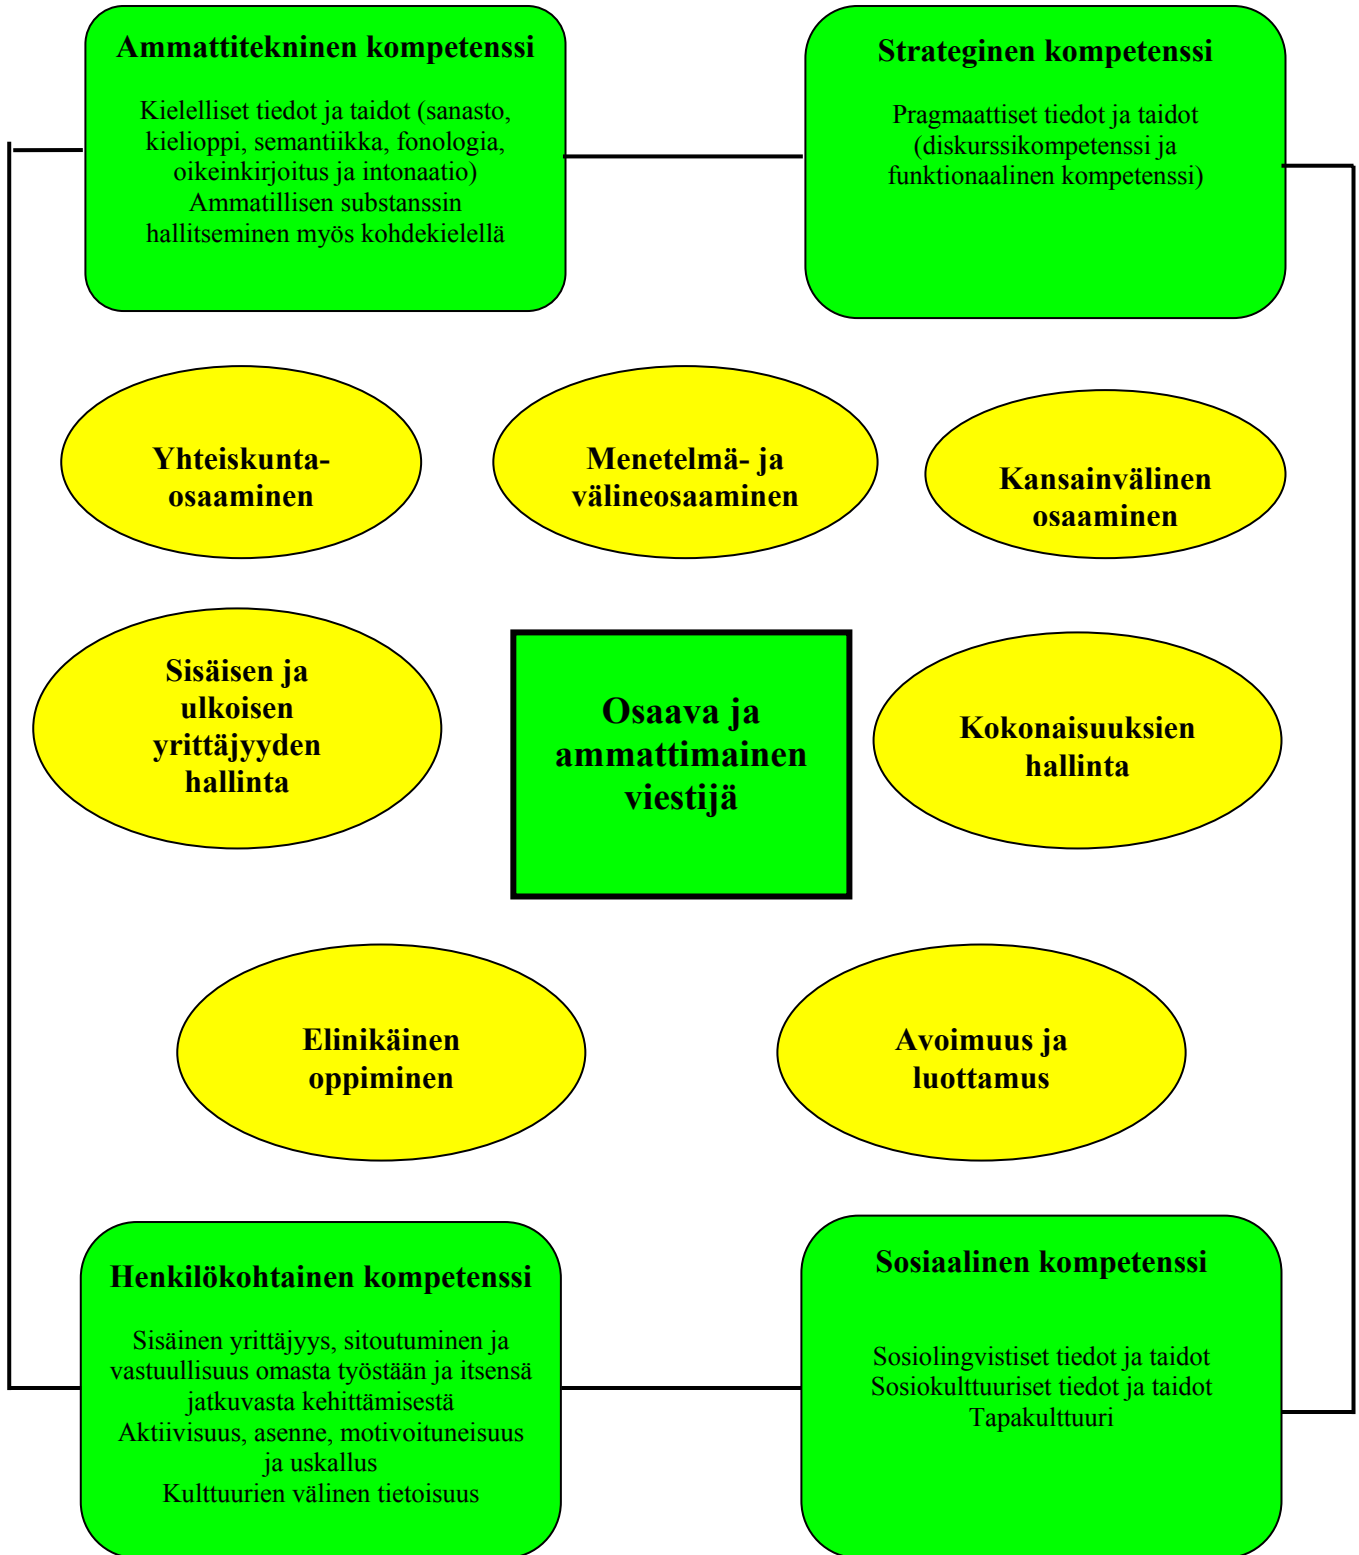 Ammattitekninen kompetenssi
Kielelliset tiedot ja taidot (sanasto,
kielioppi, semantiikka, fonologia,
oikeinkirjoitus ja intonaatio)
Ammatillisen substanssin
hallitseminen myös kohdekielellä
Strateginen kompetenssi
Pragmaattiset tiedot ja taidot
(diskurssikompetenssi ja
funktionaalinen kompetenssi)
Yhteiskunta-
osaaminen
Menetelmä- ja
välineosaaminen
Kansainvälinen
osaaminen
Sisäisen ja
ulkoisen
yrittäjyyden
hallinta
Osaava ja
ammattimainen
viestijä
Kokonaisuuksien
hallinta
Elinikäinen
oppiminen
Avoimuus ja
luottamus
Henkilökohtainen kompetenssi
Sisäinen yrittäjyys, sitoutuminen ja
vastuullisuus omasta työstään ja itsensä
jatkuvasta kehittämisestä
Aktiivisuus, asenne, motivoituneisuus
ja uskallus
Kulttuurien välinen tietoisuus
Sosiaalinen kompetenssi
Sosiolingvistiset tiedot ja taidot
Sosiokulttuuriset tiedot ja taidot
Tapakulttuuri